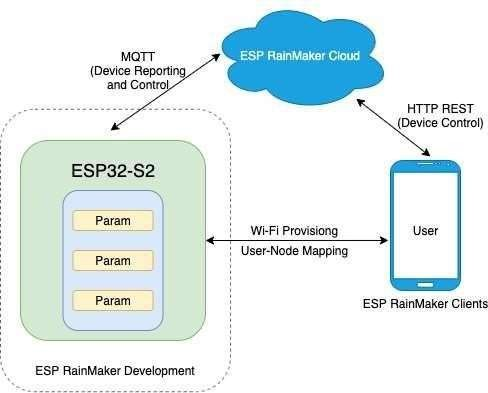 MQTT
(Device Reporting
and Control
ESP RainMaker Cloud
HTTP REST
(Device Control)
ESP32-S2
Param
Param
Param
Wi-Fi Provisiong
User-Node Mapping
User
ESP RainMaker Clients
ESP RainMaker Development